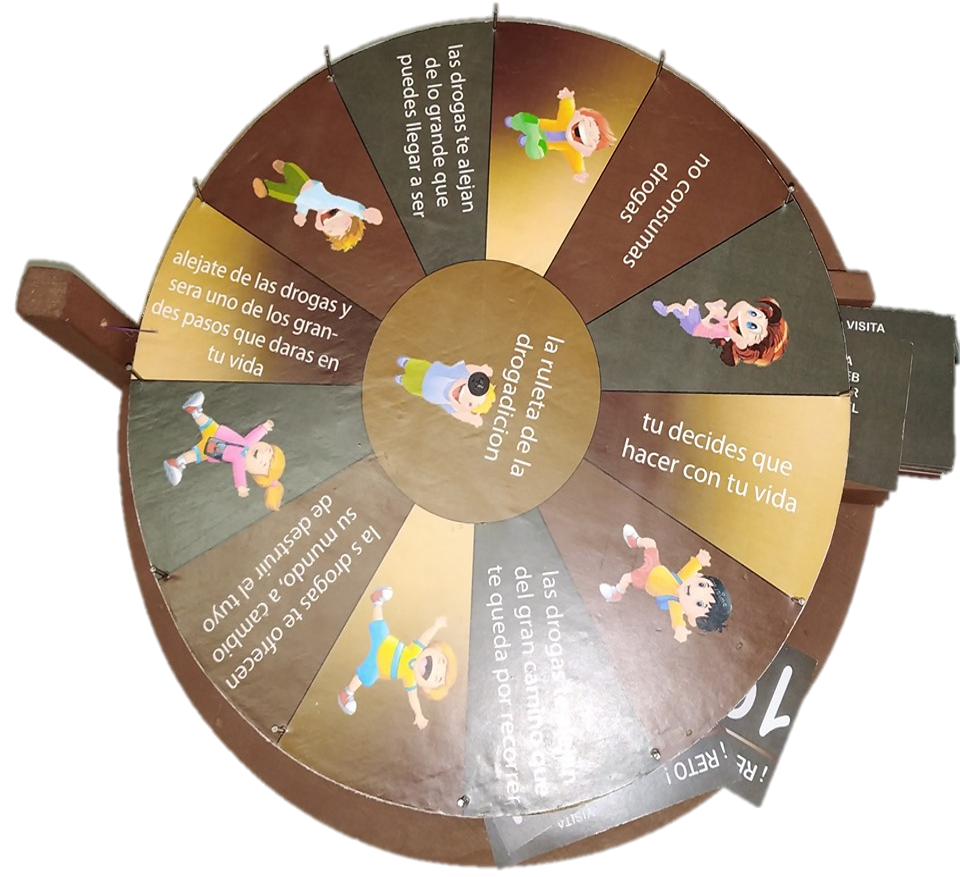 la ruleta de la
drogadicion
las drogas te alejan
de lo grande que
puedes llegar a ser
no consumas
drogas
tu decides que
hacer con tu vida
las drogas
del gran camino que
te queda por recorrer
la s drogas te ofrecen
su mundo, a cambio
de destruir el tuyo
alejate de las drogas y
sera uno de los gran-
des pasos que daras en
tu vida
VISITA
¡RETO!
VISITA